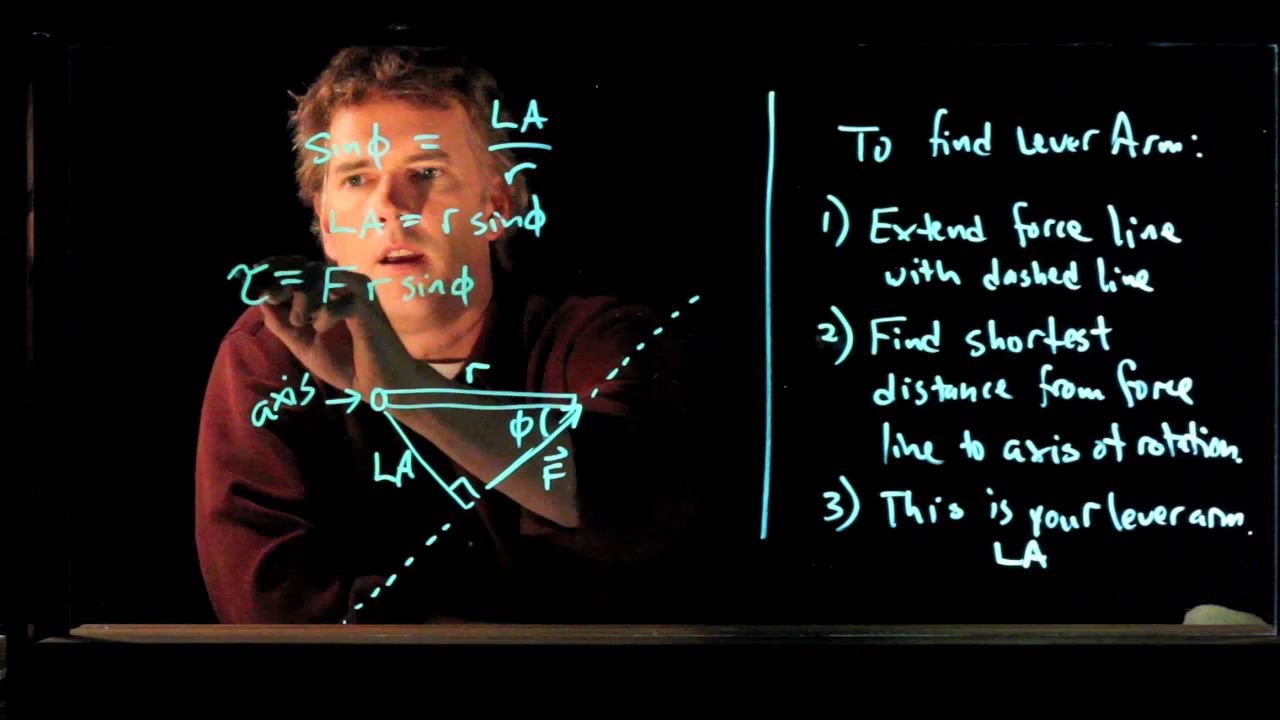 sinϕ = LA/r
LA = r sinϕ
τ = F r sinϕ
r
axis →
ϕ
LA
F⃗
To find Lever Arm:
1) Extend force line
with dashed line
2) Find shortest
distance from force
line to axis of rotation.
3) This is your lever arm.
LA